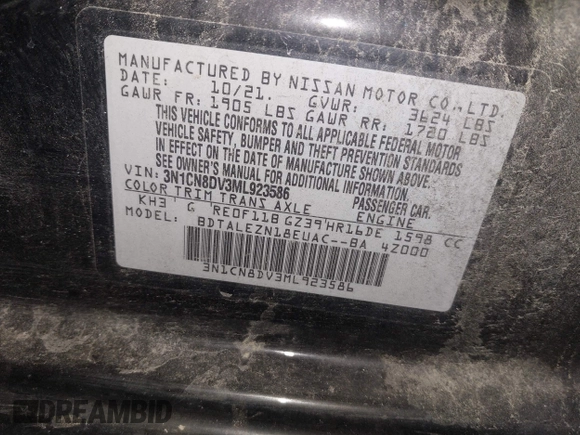 MANUFACTURED BY NISSAN MOTOR CO.,LTD.
DATE: 10/21. GVWR: 3624 LBS
GAWR FR: 1905 LBS GAWR RR: 1720 LBS
THIS VEHICLE CONFORMS TO ALL APPLICABLE FEDERAL MOTOR
VEHICLE SAFETY, BUMPER AND THEFT PREVENTION STANDARDS
IN EFFECT ON THE DATE OF MANUFACTURE SHOWN ABOVE.
SEE OWNER'S MANUAL FOR ADDITIONAL INFORMATION.
VIN: 3N1CN8DV3ML923586 PASSENGER CAR.
COLOR TRIM TRANS AXLE ENGINE
KH3 G RE0F11B GZ39 HR16DE 1598 CC
MODEL: BDTALEZN18EUAC--BA 42000
3N1CN8DV3ML923586
DREAMBID